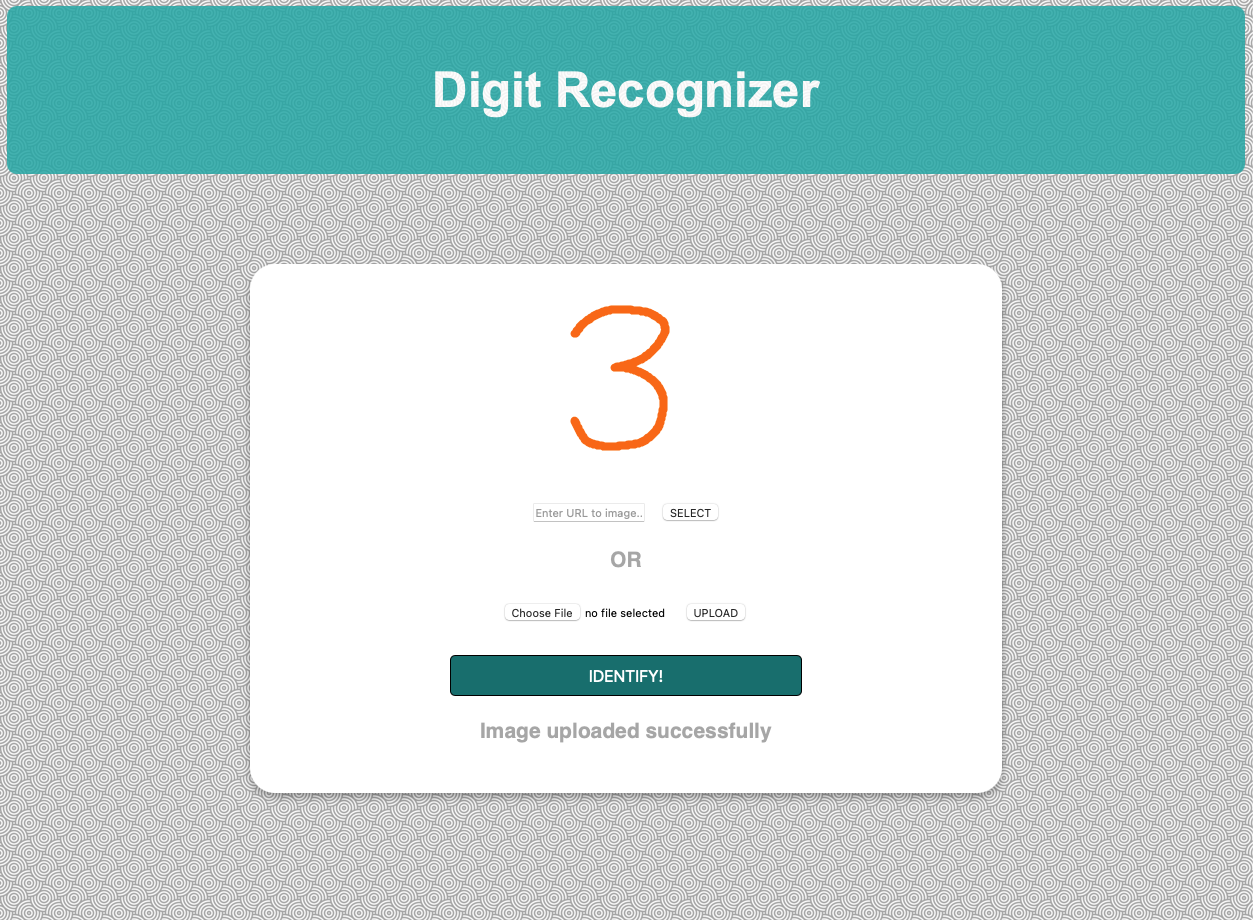 Digit Recognizer
3
Enter URL to image.. SELECT
OR
Choose File no file selected UPLOAD
IDENTIFY!
Image uploaded successfully